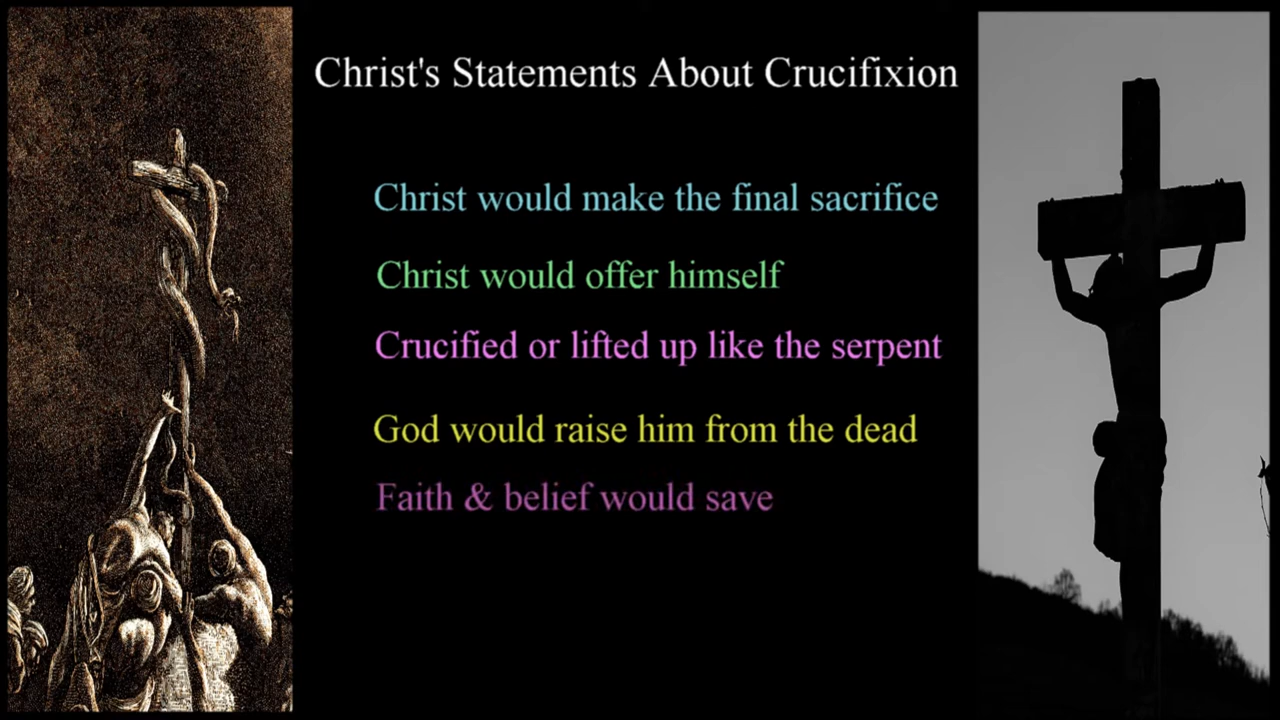 Christ's Statements About Crucifixion
Christ would make the final sacrifice
Christ would offer himself
Crucified or lifted up like the serpent
God would raise him from the dead
Faith & belief would save